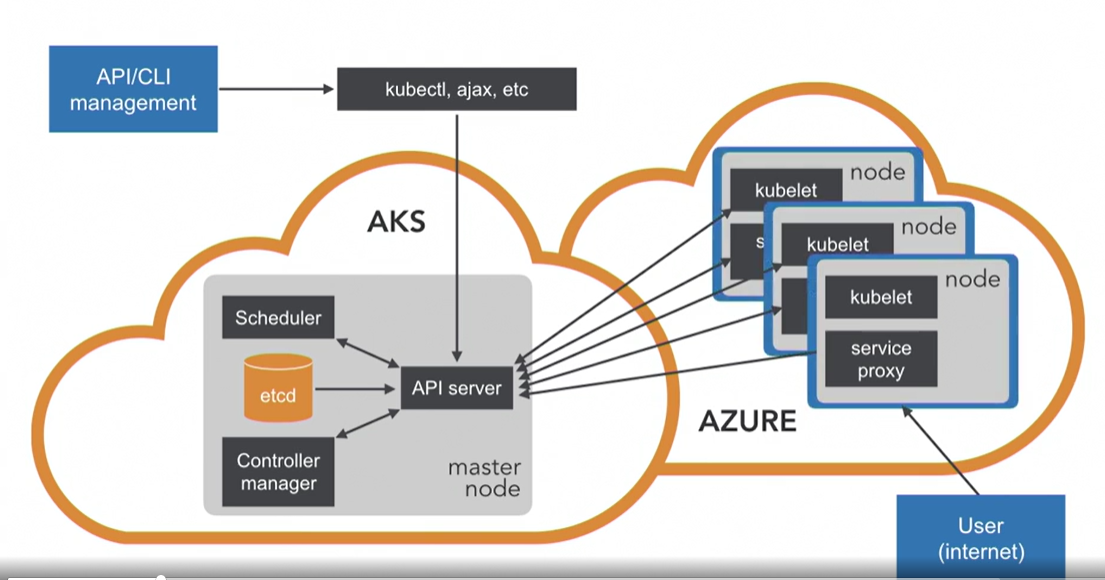 API/CLI
management
kubectl, ajax, etc
AKS
Scheduler
etcd
API server
Controller
manager
master
node
AZURE
node
kubelet
s
node
kubelet
node
kubelet
service
proxy
User
(internet)